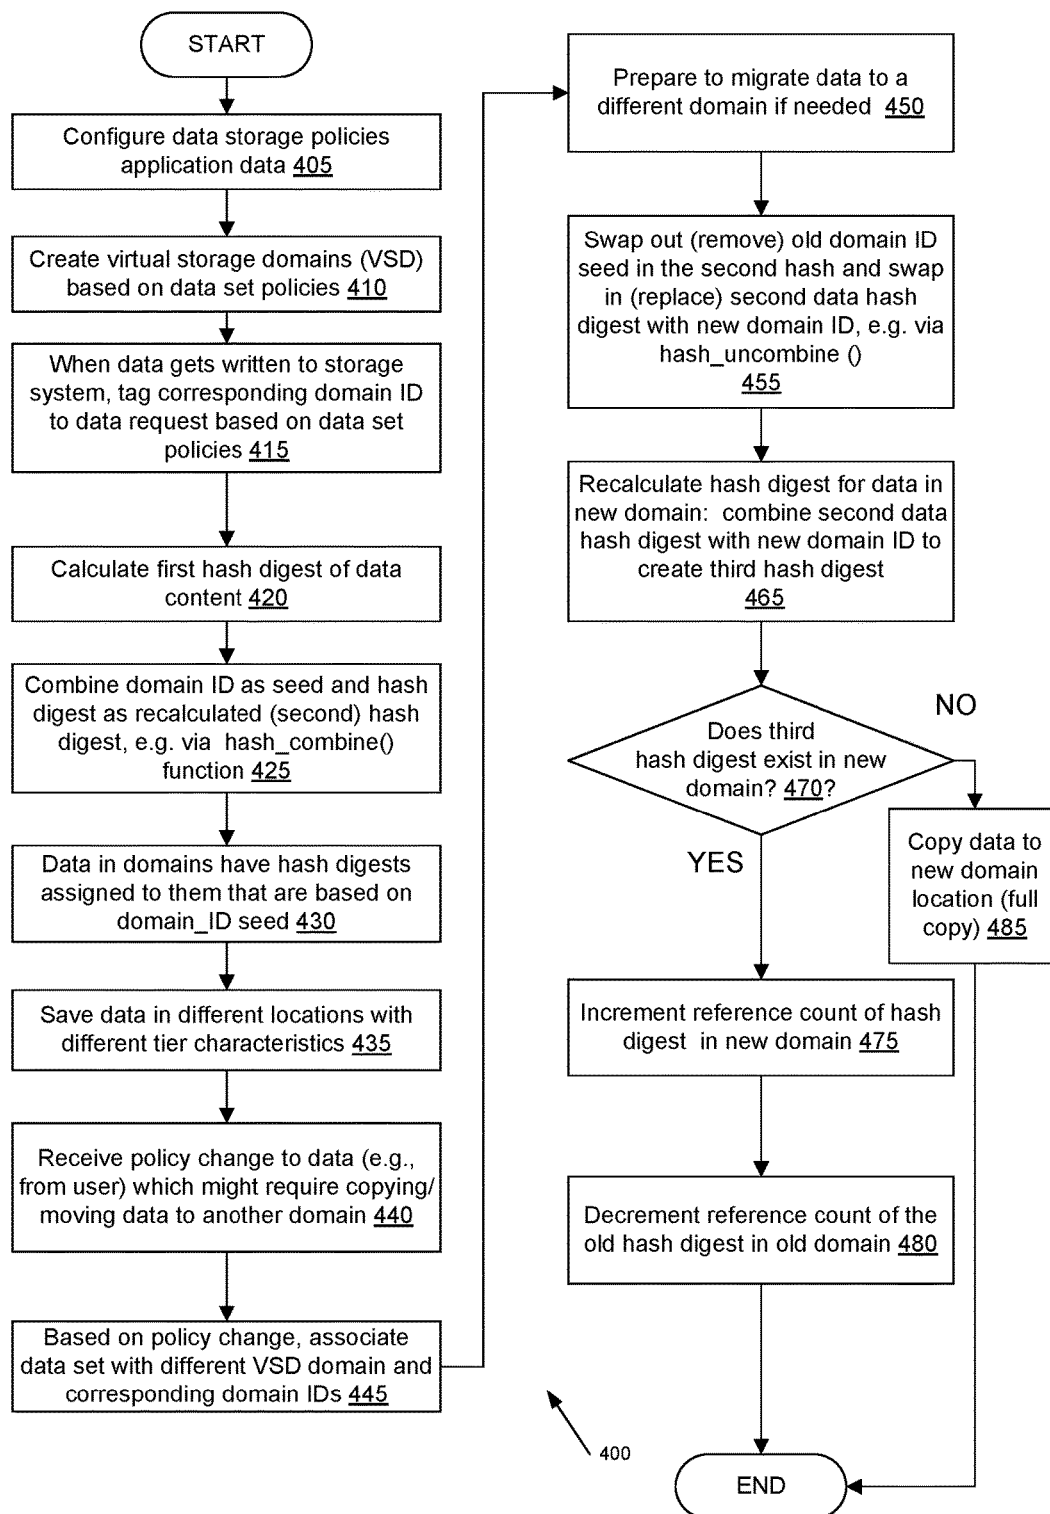 START
Configure data storage policies
application data 405
Create virtual storage domains (VSD)
based on data set policies 410
When data gets written to storage
system, tag corresponding domain ID
to data request based on data set
policies 415
Calculate first hash digest of data
content 420
Combine domain ID as seed and hash
digest as recalculated (second) hash
digest, e.g. via hash_combine()
function 425
Data in domains have hash digests
assigned to them that are based on
domain_ID seed 430
Save data in different locations with
different tier characteristics 435
Receive policy change to data (e.g.,
from user) which might require copying/
moving data to another domain 440
Based on policy change, associate
data set with different VSD domain and
corresponding domain IDs 445
Prepare to migrate data to a
different domain if needed 450
Swap out (remove) old domain ID
seed in the second hash and swap
in (replace) second data hash
digest with new domain ID, e.g. via
hash_uncombine ()
455
Recalculate hash digest for data in
new domain: combine second data
hash digest with new domain ID to
create third hash digest
465
Does third
hash digest exist in new
domain? 470?
NO
YES
Copy data to
new domain
location (full
copy) 485
Increment reference count of hash
digest in new domain 475
Decrement reference count of the
old hash digest in old domain 480
400
END